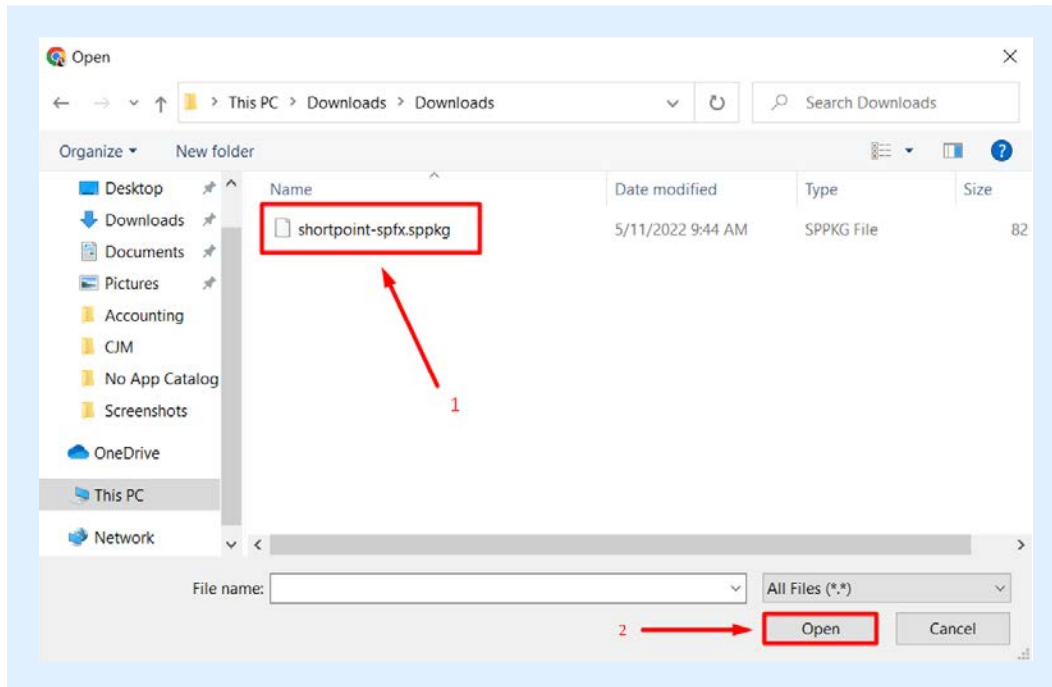 Open
This PC > Downloads > Downloads
Search Downloads
Organize
New folder
Name
Date modified
Type
Size
Desktop
Downloads
Documents
Pictures
Accounting
CJM
No App Catalog
Screenshots
OneDrive
This PC
Network
shortpoint-spfx.sppkg
5/11/2022 9:44 AM
SPPKG File
82
1
File name:
All Files (*.*)
2
Open
Cancel